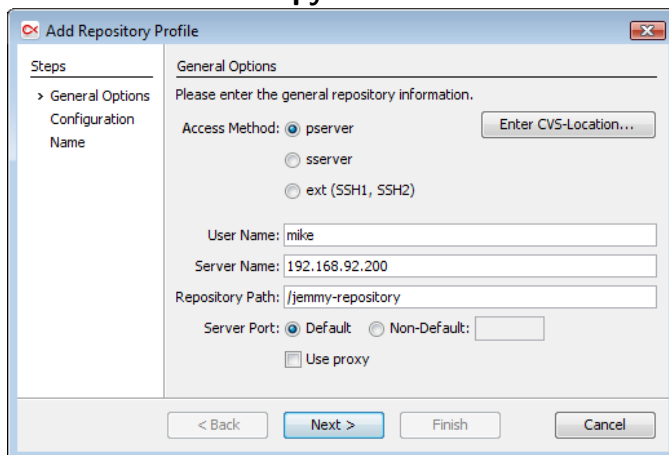 Add Repository Profile
Steps
> General Options
Configuration
Name
General Options
Please enter the general repository information.
Access Method:
pserver
Enter CVS-Location...
sserver
ext (SSH1, SSH2)
User Name: mike
Server Name: 192.168.92.200
Repository Path: /jemmy-repository
Server Port: Default Non-Default:
Use proxy
< Back Next > Finish Cancel